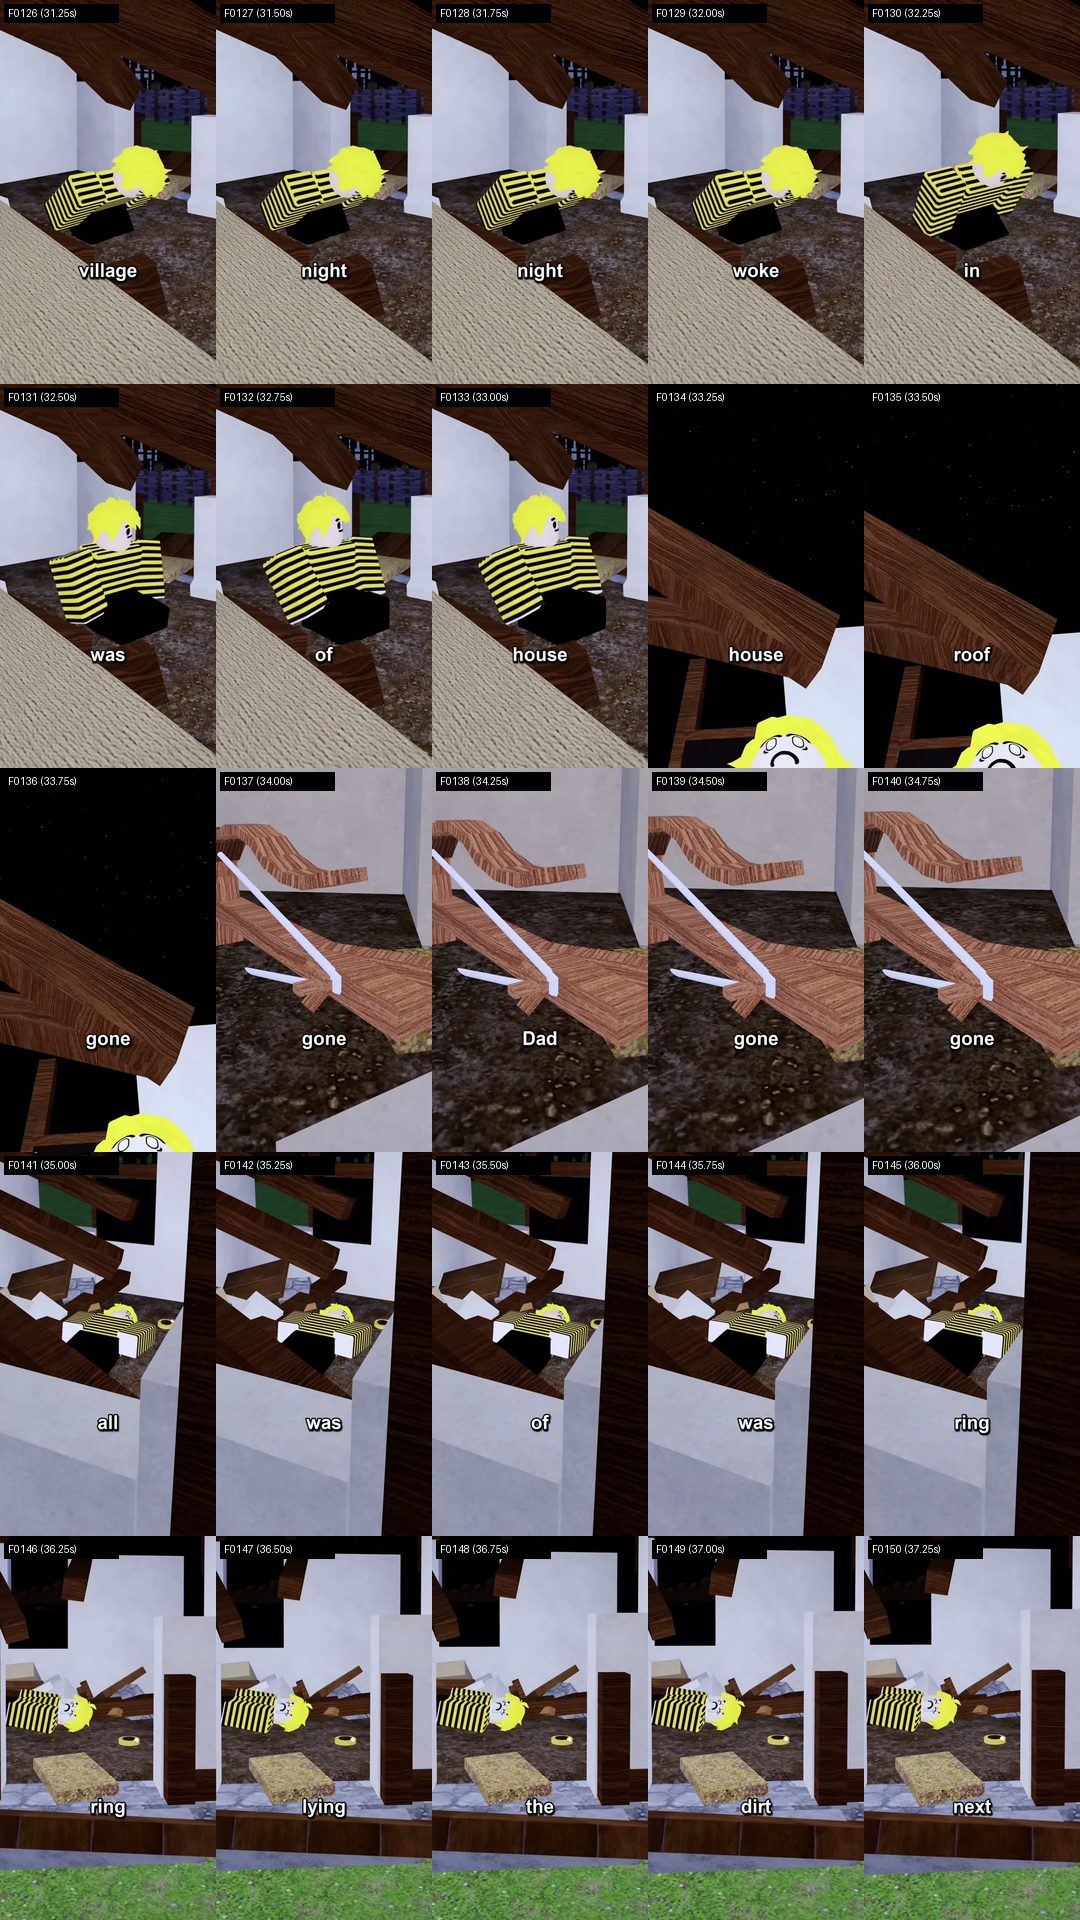 F0126 (31.25s)
village
F0127 (31.50s)
night
F0128 (31.75s)
night
F0129 (32.00s)
woke
F0130 (32.25s)
in
F0131 (32.50s)
was
F0132 (32.75s)
of
F0133 (33.00s)
house
F0134 (33.25s)
house
F0135 (33.50s)
roof
F0136 (33.75s)
gone
F0137 (34.00s)
gone
F0138 (34.25s)
Dad
F0139 (34.50s)
gone
F0140 (34.75s)
gone
F0141 (35.00s)
all
F0142 (35.25s)
was
F0143 (35.50s)
of
F0144 (35.75s)
was
F0145 (36.00s)
ring
F0146 (36.25s)
ring
F0147 (36.50s)
lying
F0148 (36.75s)
the
F0149 (37.00s)
dirt
F0150 (37.25s)
next